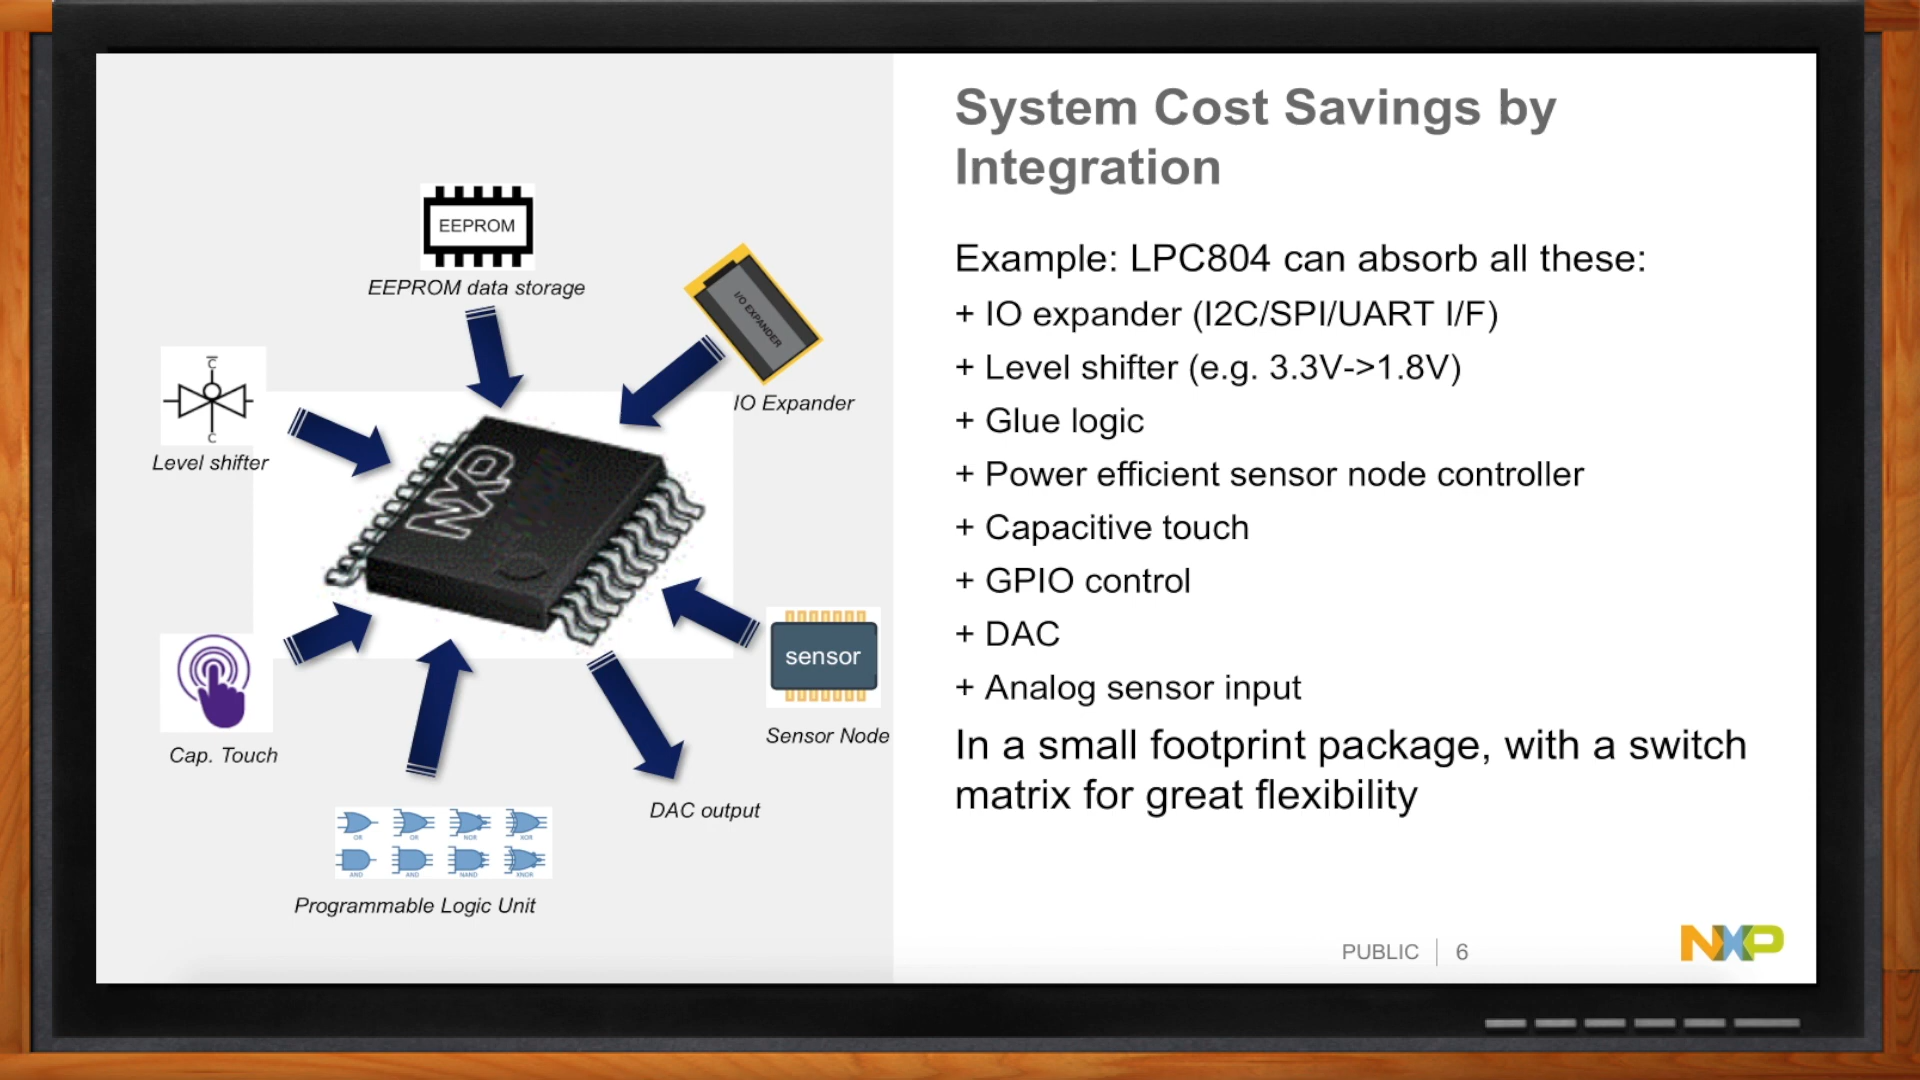 System Cost Savings by
Integration
EEPROM
EEPROM data storage
I/O EXPANDER
IO Expander
C
C
Level shifter
NXP
sensor
Sensor Node
Cap. Touch
DAC output
OR OR NOR XOR
AND AND NAND XNOR
Programmable Logic Unit
Example: LPC804 can absorb all these:
+ IO expander (I2C/SPI/UART I/F)
+ Level shifter (e.g. 3.3V->1.8V)
+ Glue logic
+ Power efficient sensor node controller
+ Capacitive touch
+ GPIO control
+ DAC
+ Analog sensor input
In a small footprint package, with a switch
matrix for great flexibility
PUBLIC 6
NXP